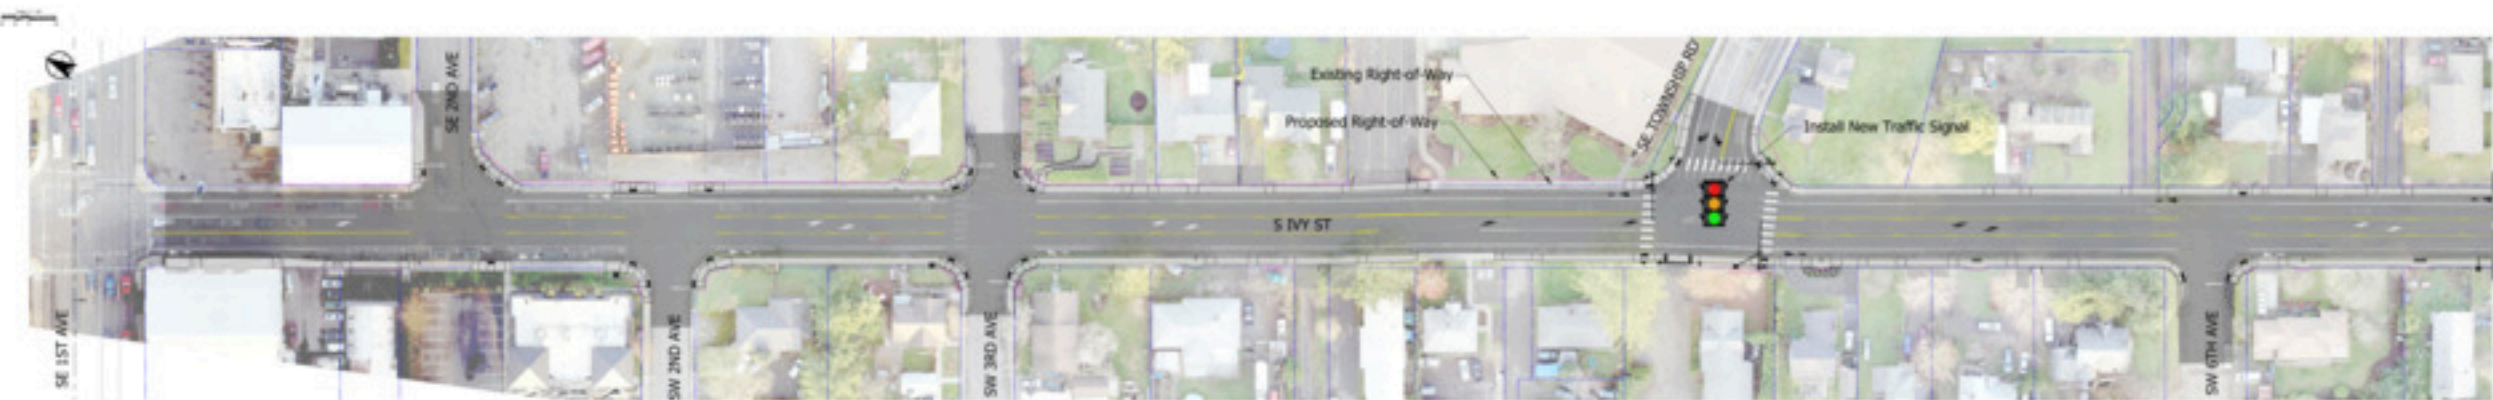 SE 2ND AVE
Existing Right-of-Way
SE TOWNSHIP RD
Proposed Right-of-Way
Install New Traffic Signal
S IVY ST
SE 1ST AVE
SW 2ND AVE
SW 3RD AVE
SW 6TH AVE